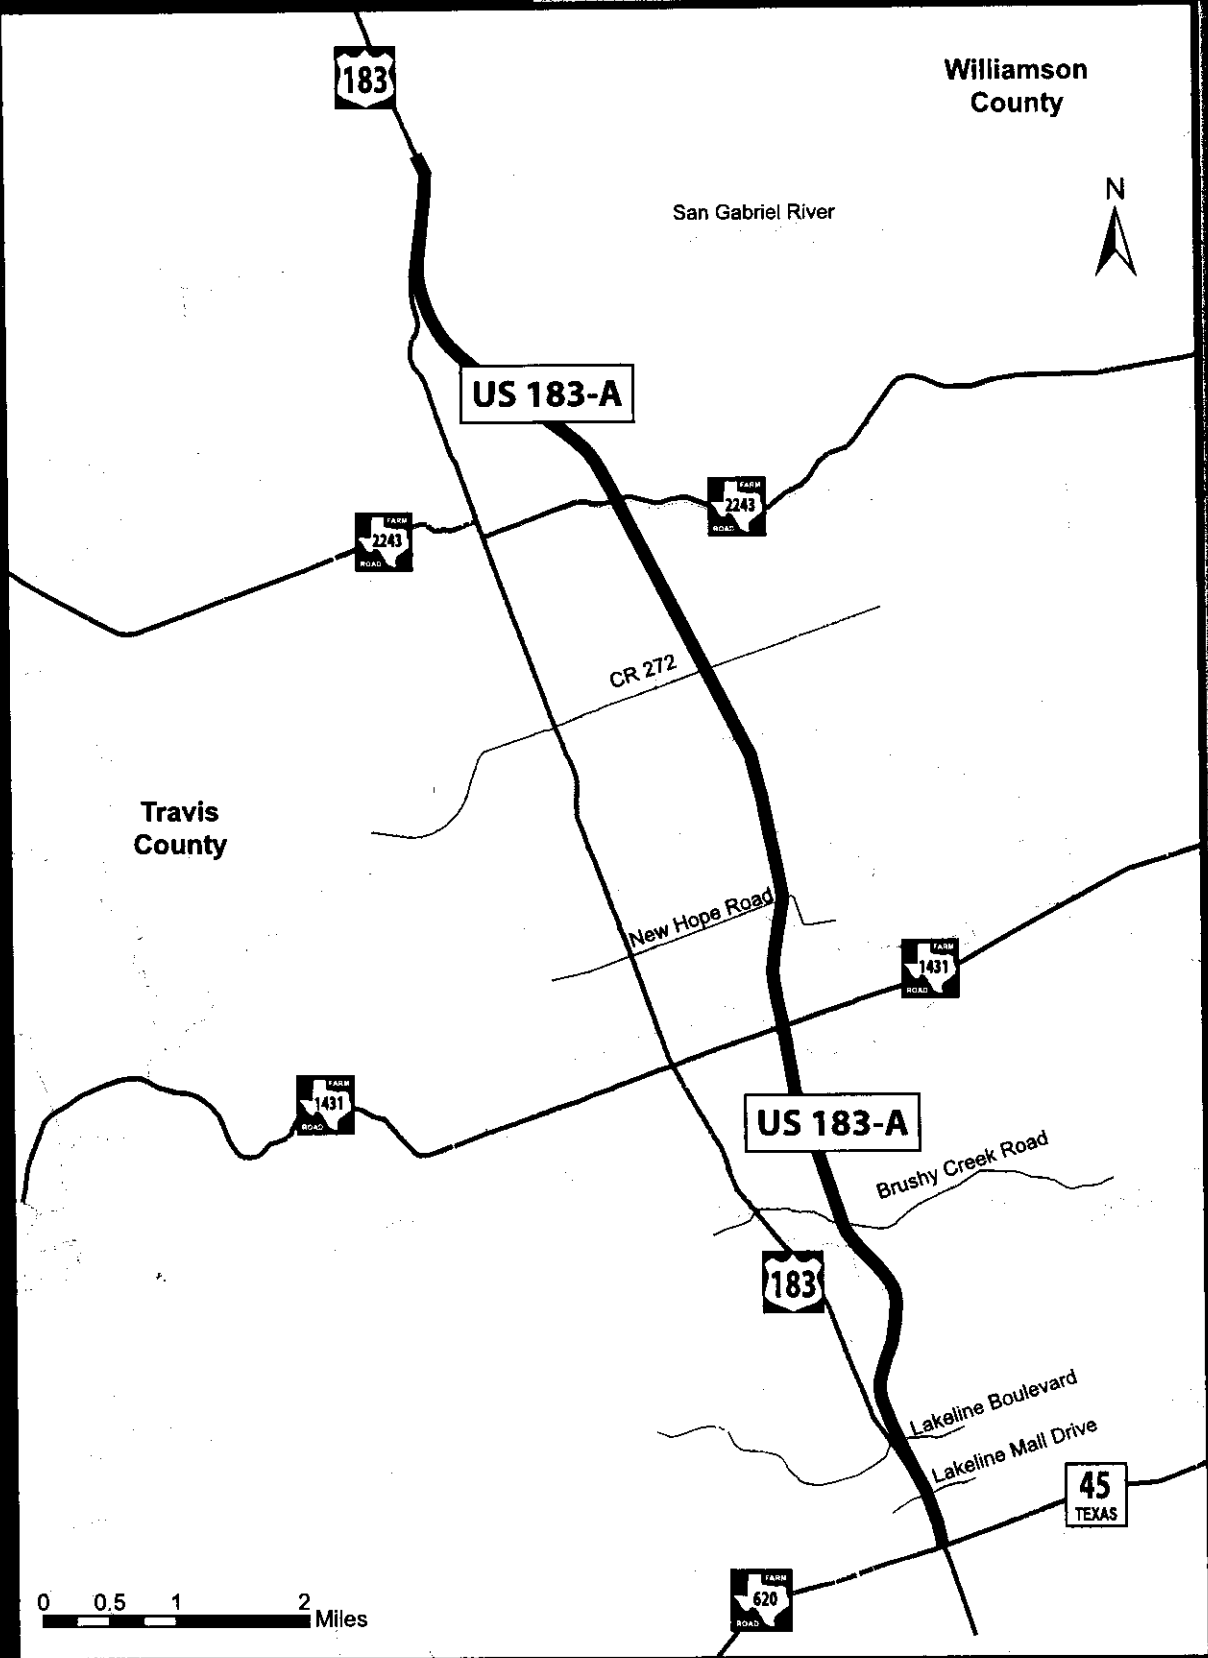 183
Williamson
County
N
San Gabriel River
US 183-A
FARM
2243
ROAD
FARM
2243
ROAD
CR 272
Travis
County
New Hope Road
FARM
1431
ROAD
FARM
1431
ROAD
US 183-A
Brushy Creek Road
183
Lakeline Boulevard
Lakeline Mall Drive
45
TEXAS
FARM
620
ROAD
0 0.5 1 2
Miles